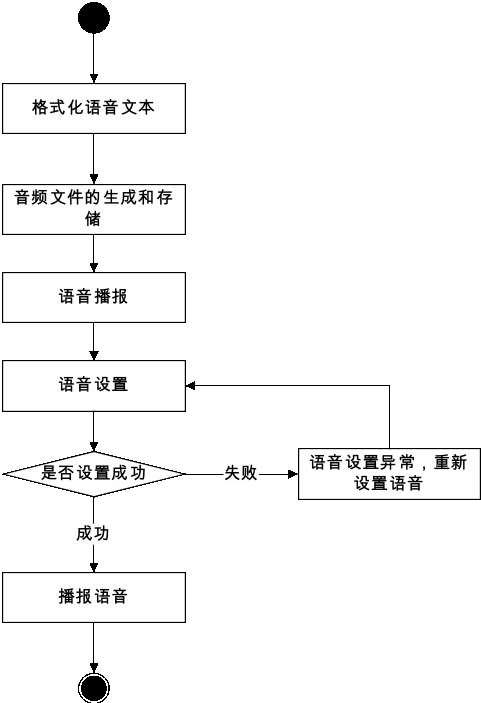 格式化语音文本
音频文件的生成和存
储
语音播报
语音设置
是否设置成功
失败
语音设置异常，重新
设置语音
成功
播报语音